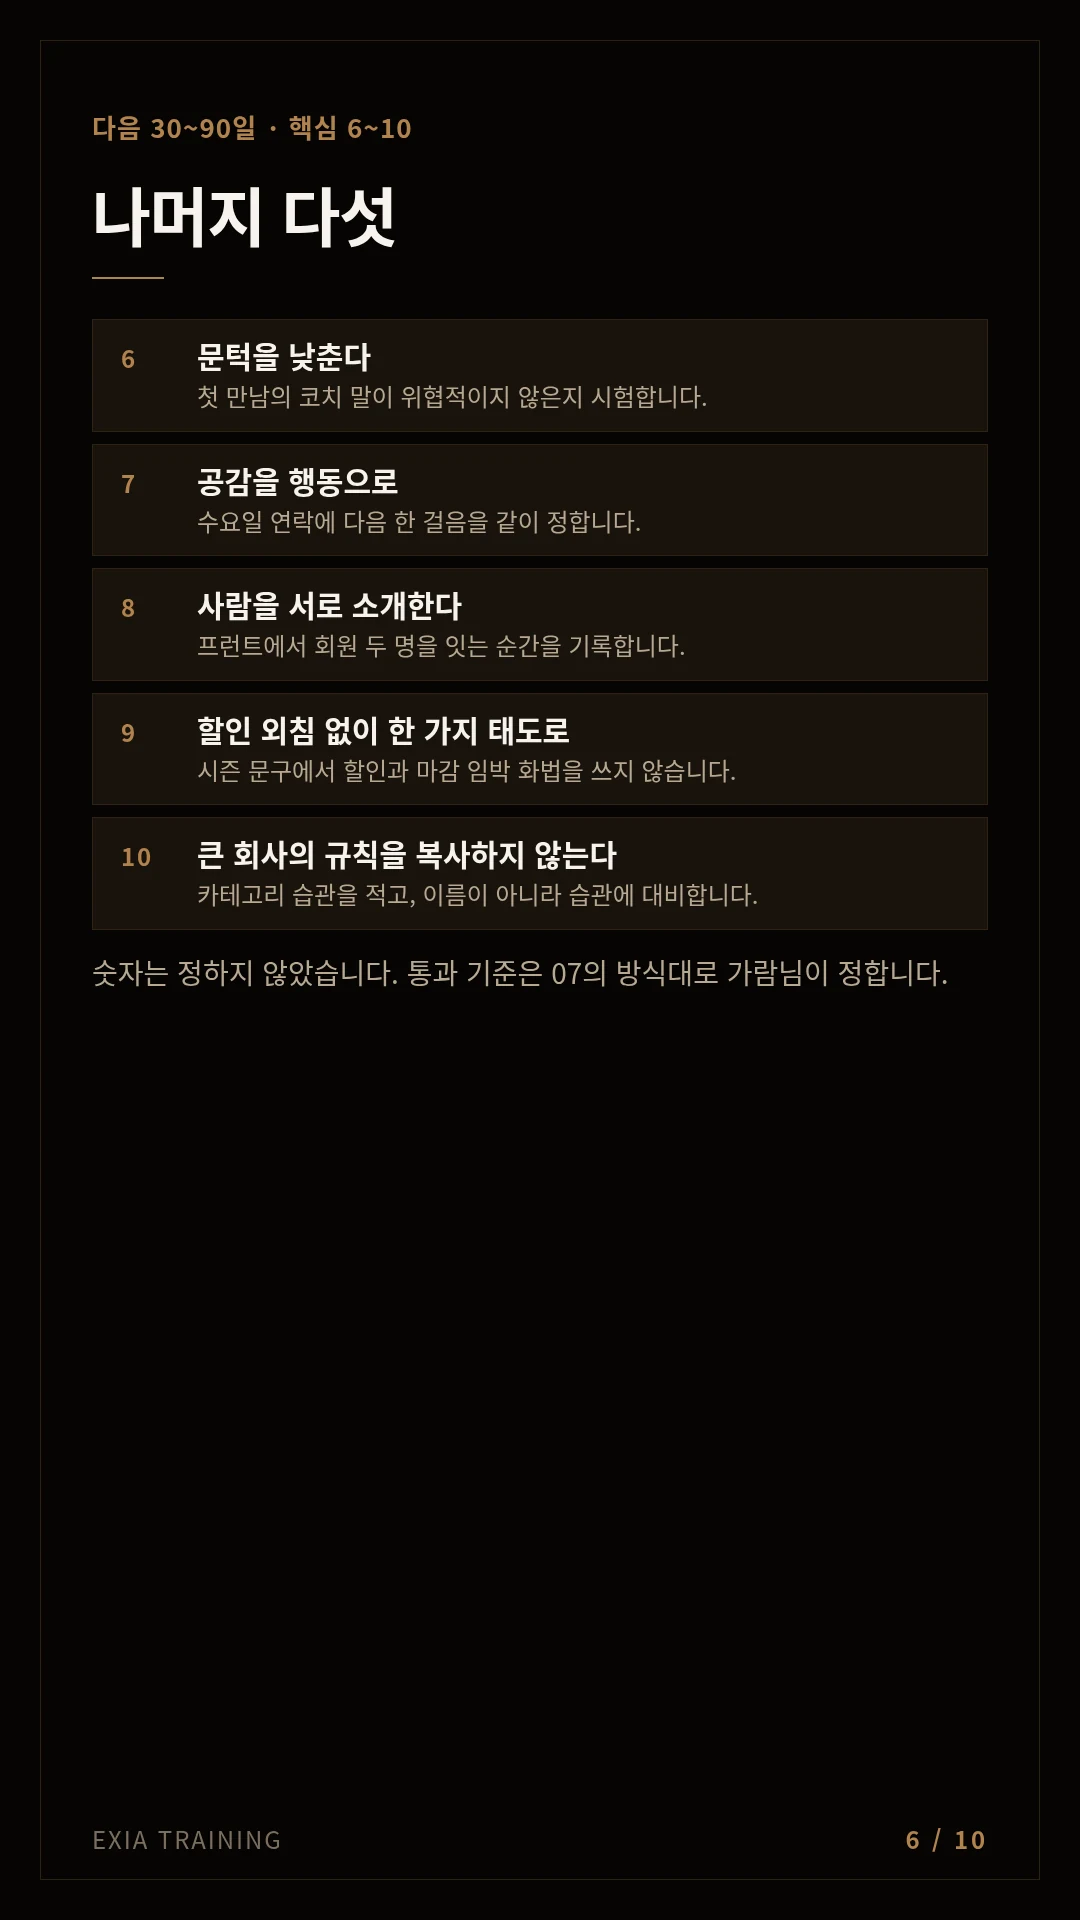 다음 30~90일 · 핵심 6~10
나머지 다섯
6
문턱을 낮춘다
첫 만남의 코치 말이 위협적이지 않은지 시험합니다.
7
공감을 행동으로
수요일 연락에 다음 한 걸음을 같이 정합니다.
8
사람을 서로 소개한다
프런트에서 회원 두 명을 잇는 순간을 기록합니다.
9
할인 외침 없이 한 가지 태도로
시즌 문구에서 할인과 마감 임박 화법을 쓰지 않습니다.
10
큰 회사의 규칙을 복사하지 않는다
카테고리 습관을 적고, 이름이 아니라 습관에 대비합니다.
숫자는 정하지 않았습니다. 통과 기준은 07의 방식대로 가람님이 정합니다.
EXIA TRAINING
6 / 10